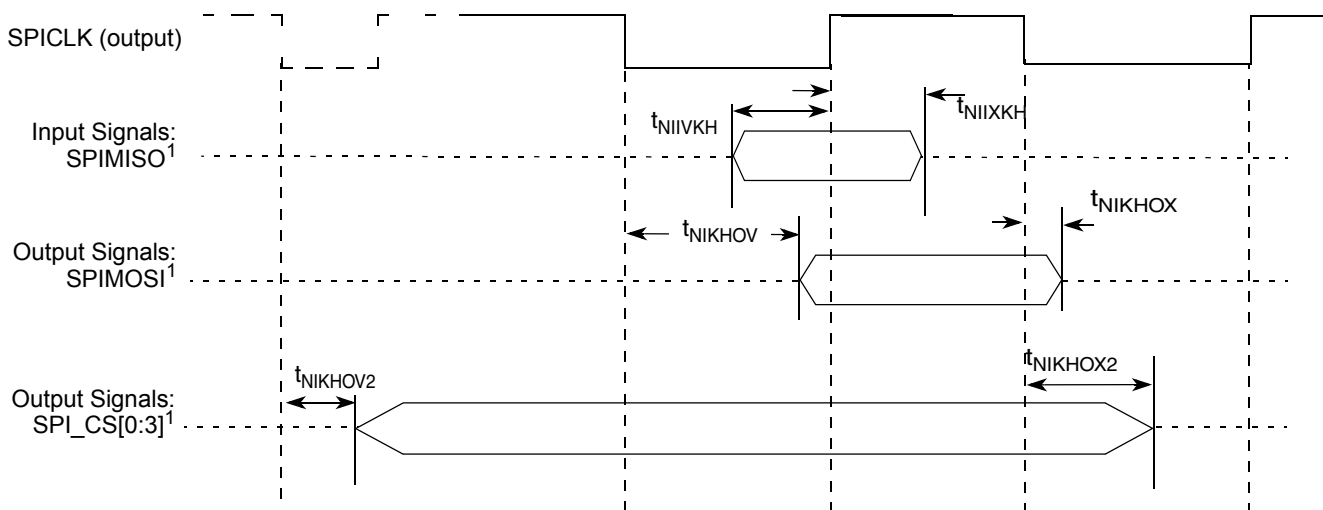 SPICLK (output)
Input Signals:
SPIMISO1
tNIIVKH
tNIIXKH
Output Signals:
SPIMOSI1
tNIKHOV
tNIKHOX
Output Signals:
SPI_CS[0:3]1
tNIKHOV2
tNIKHOX2